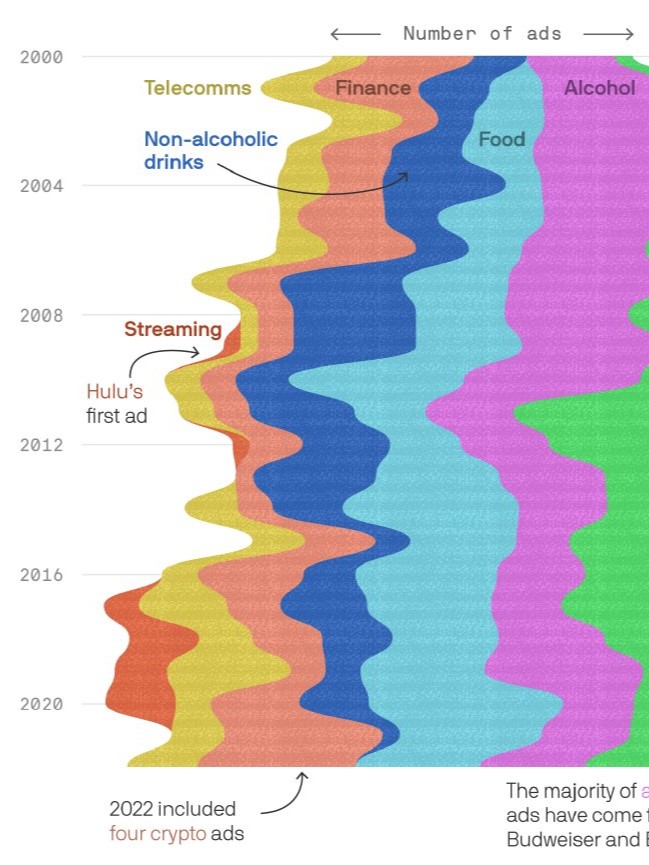 Number of ads
2000
Telecomms
Finance
Alcohol
Non-alcoholic
drinks
Food
2004
2008
Streaming
Hulu's
first ad
2012
2016
2020
2022 included
four crypto ads
The majority of a
ads have come f
Budweiser and B